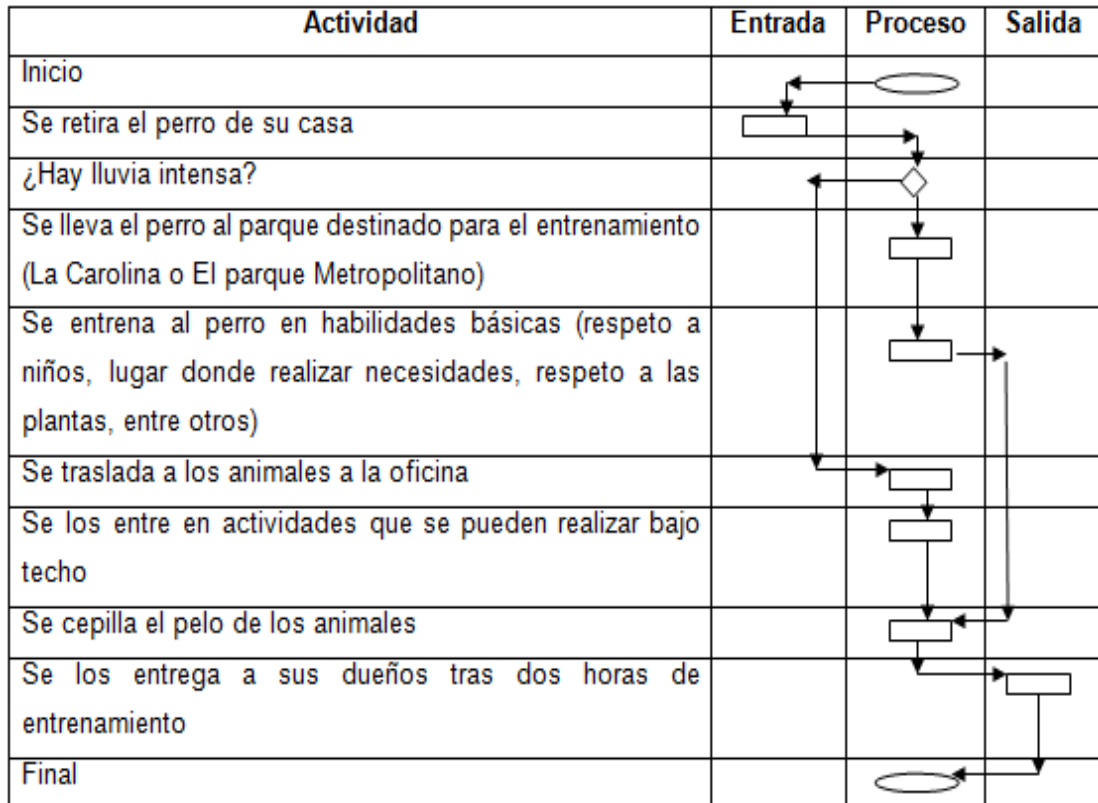 Actividad Entrada Proceso Salida
Inicio
Se retira el perro de su casa
¿Hay lluvia intensa?
Se lleva el perro al parque destinado para el entrenamiento
(La Carolina o El parque Metropolitano)
Se entrena al perro en habilidades básicas (respeto a
niños, lugar donde realizar necesidades, respeto a las
plantas, entre otros)
Se traslada a los animales a la oficina
Se los entre en actividades que se pueden realizar bajo
techo
Se cepilla el pelo de los animales
Se los entrega a sus dueños tras dos horas de
entrenamiento
Final